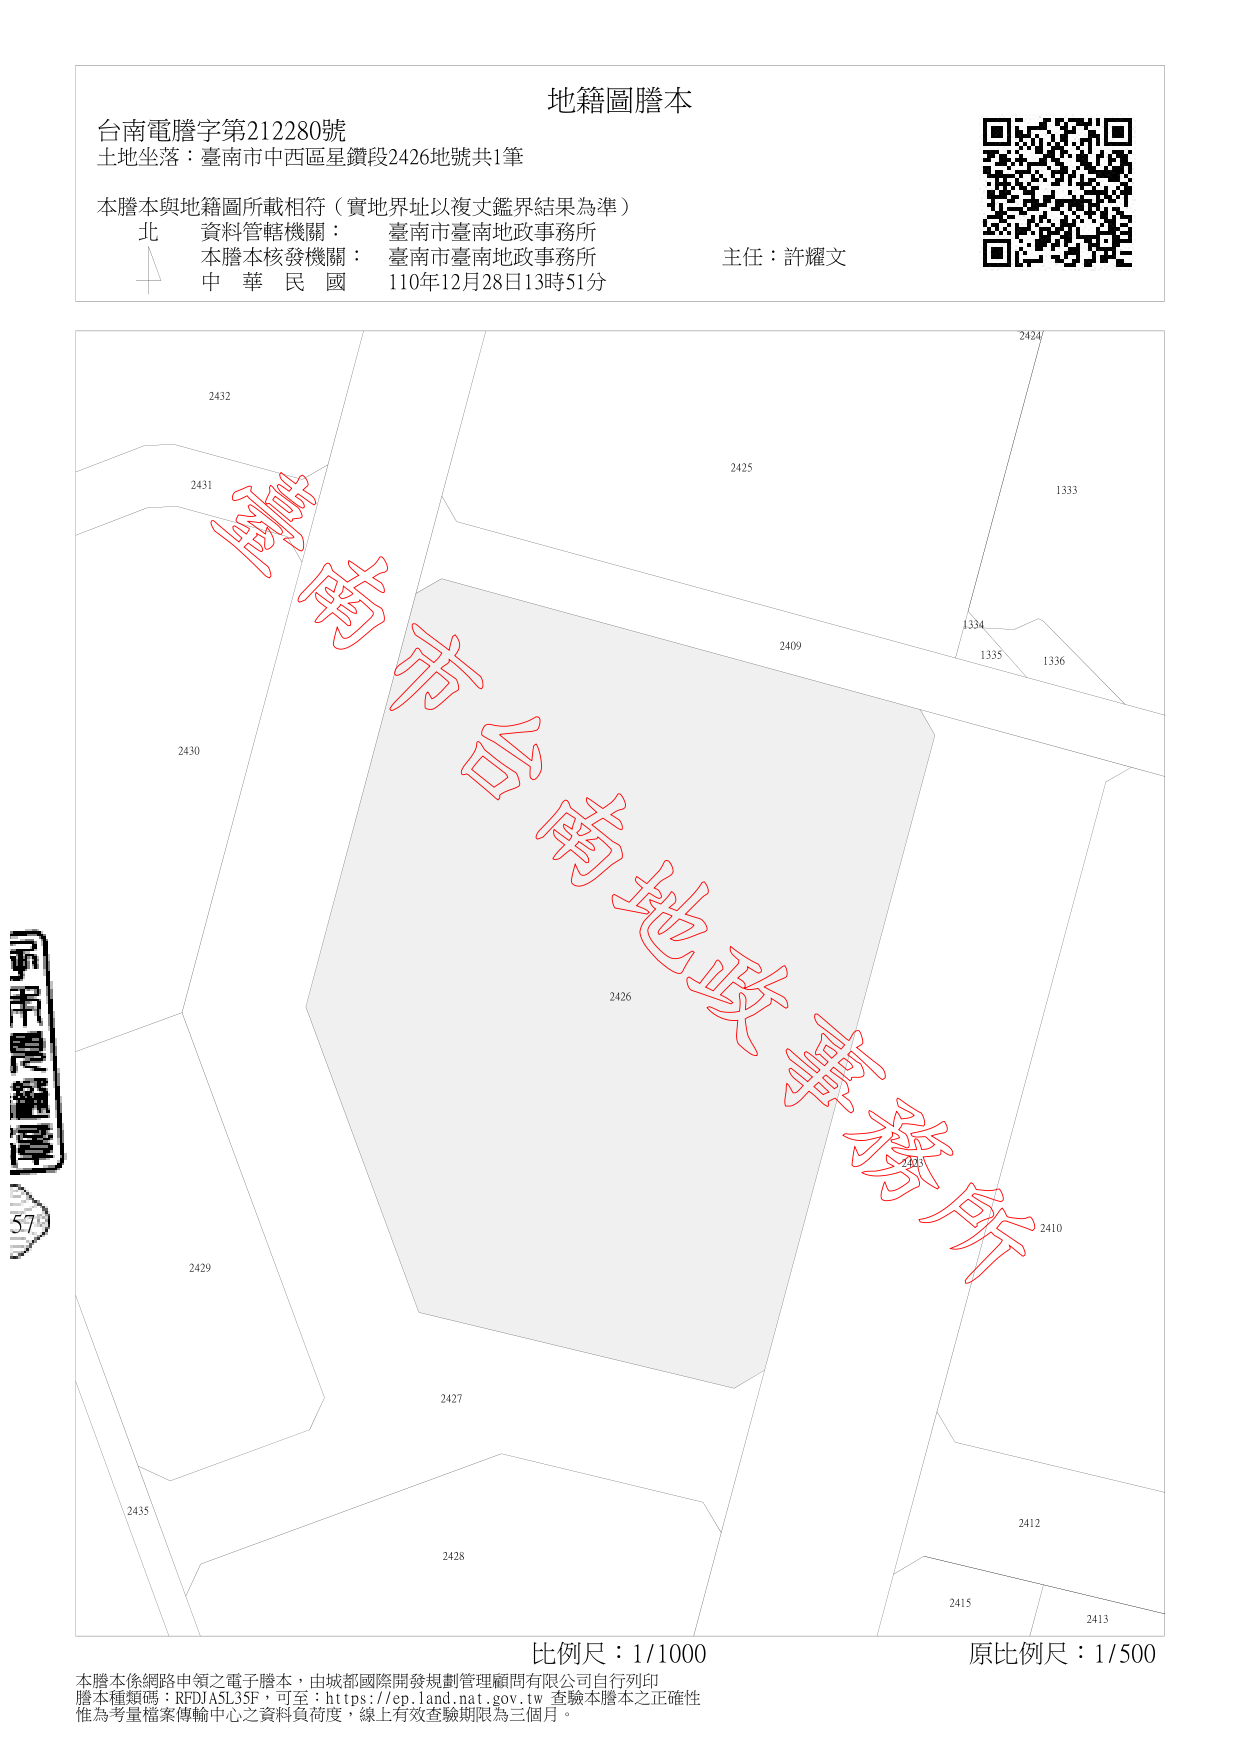 地籍圖謄本
台南電謄字第212280號
土地坐落：臺南市中西區星鑽段2426地號共1筆
本謄本與地籍圖所載相符（實地界址以複丈鑑界結果為準）
北 資料管轄機關： 臺南市臺南地政事務所
本謄本核發機關： 臺南市臺南地政事務所 主任：許耀文
中 華 民 國 110年12月28日13時51分
2424
2432
2425
2431
1333
1334
2409
1335
1336
2430
2426
2423
2410
2429
2427
2435
2412
2428
2415
2413
臺南市台南地政事務所
57
比例尺：1/1000 原比例尺：1/500
本謄本係網路申領之電子謄本，由城都國際開發規劃管理顧問有限公司自行列印
謄本種類碼：RFDJA5L35F，可至：https://ep.land.nat.gov.tw 查驗本謄本之正確性
惟為考量檔案傳輸中心之資料負荷度，線上有效查驗期限為三個月。